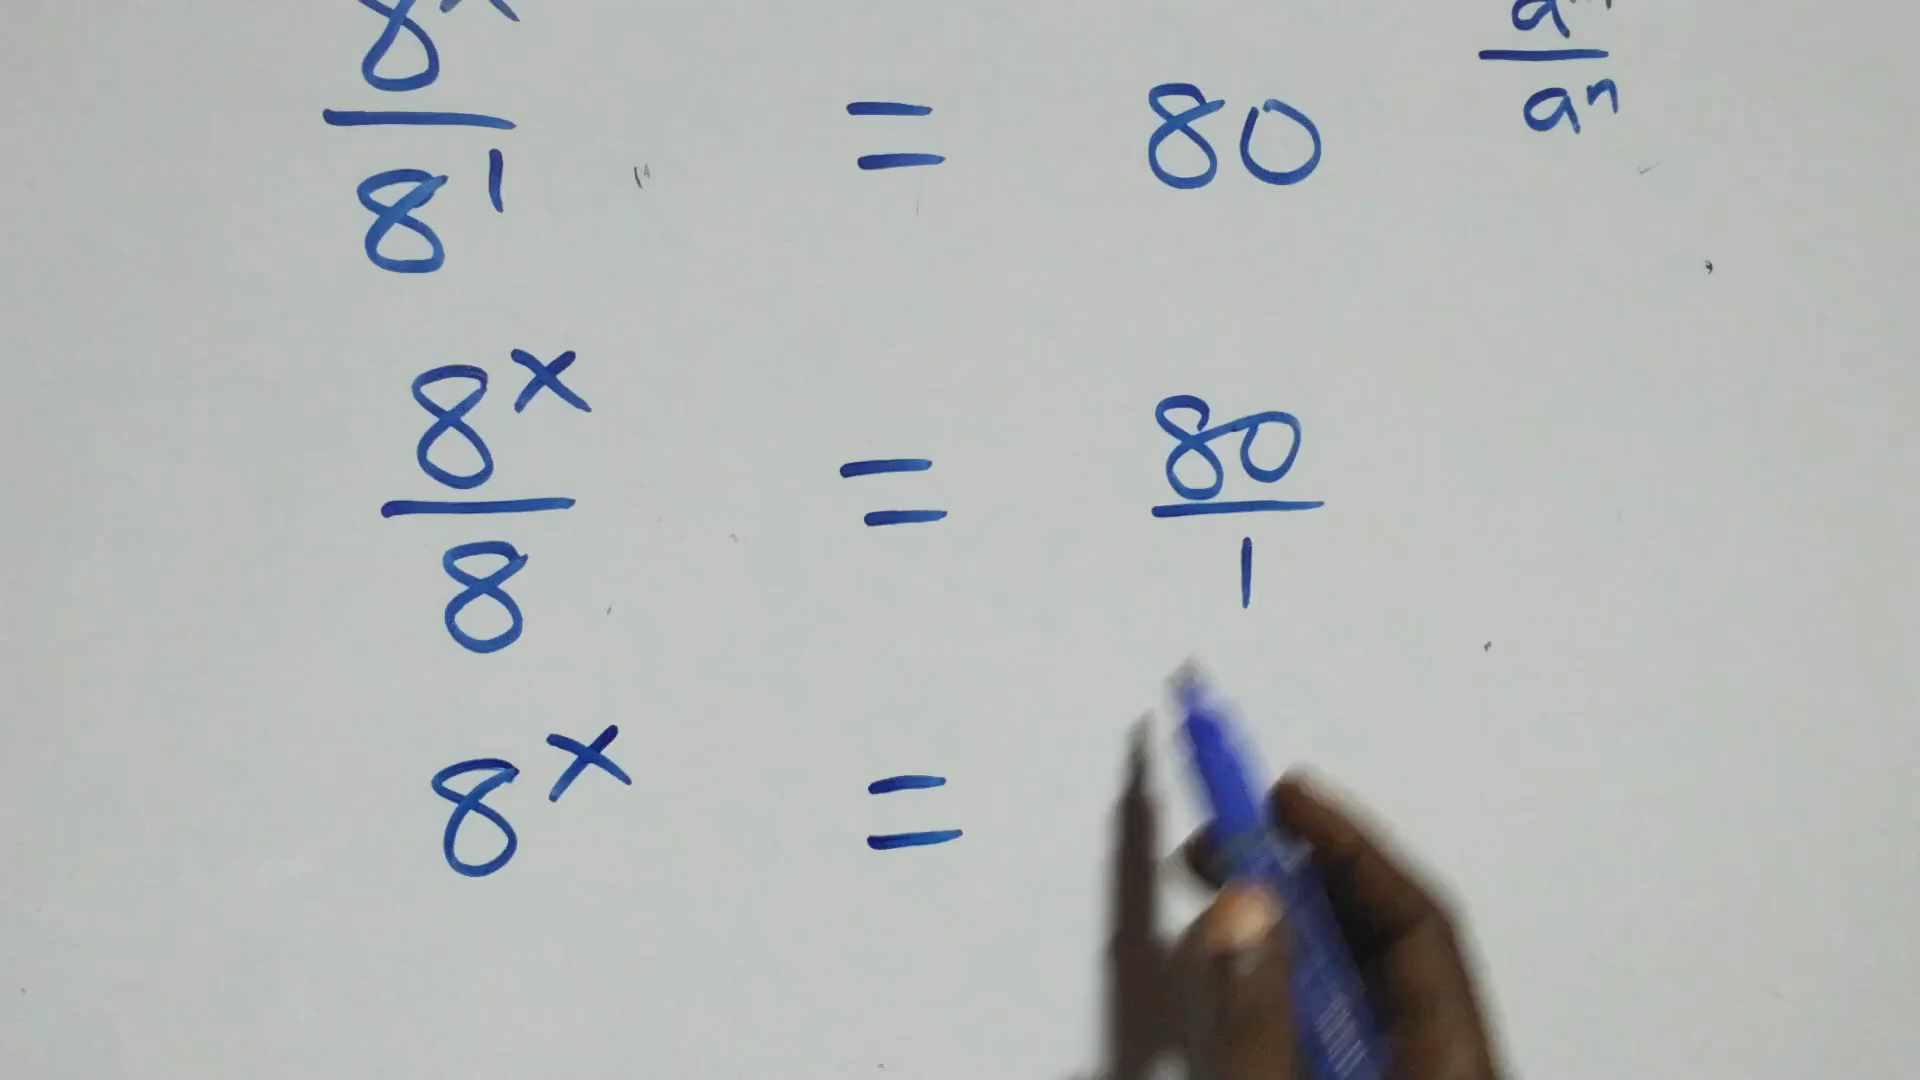 8^x/8^1 = 80
a^m/a^n
8^x/8 = 80/1
8^x =